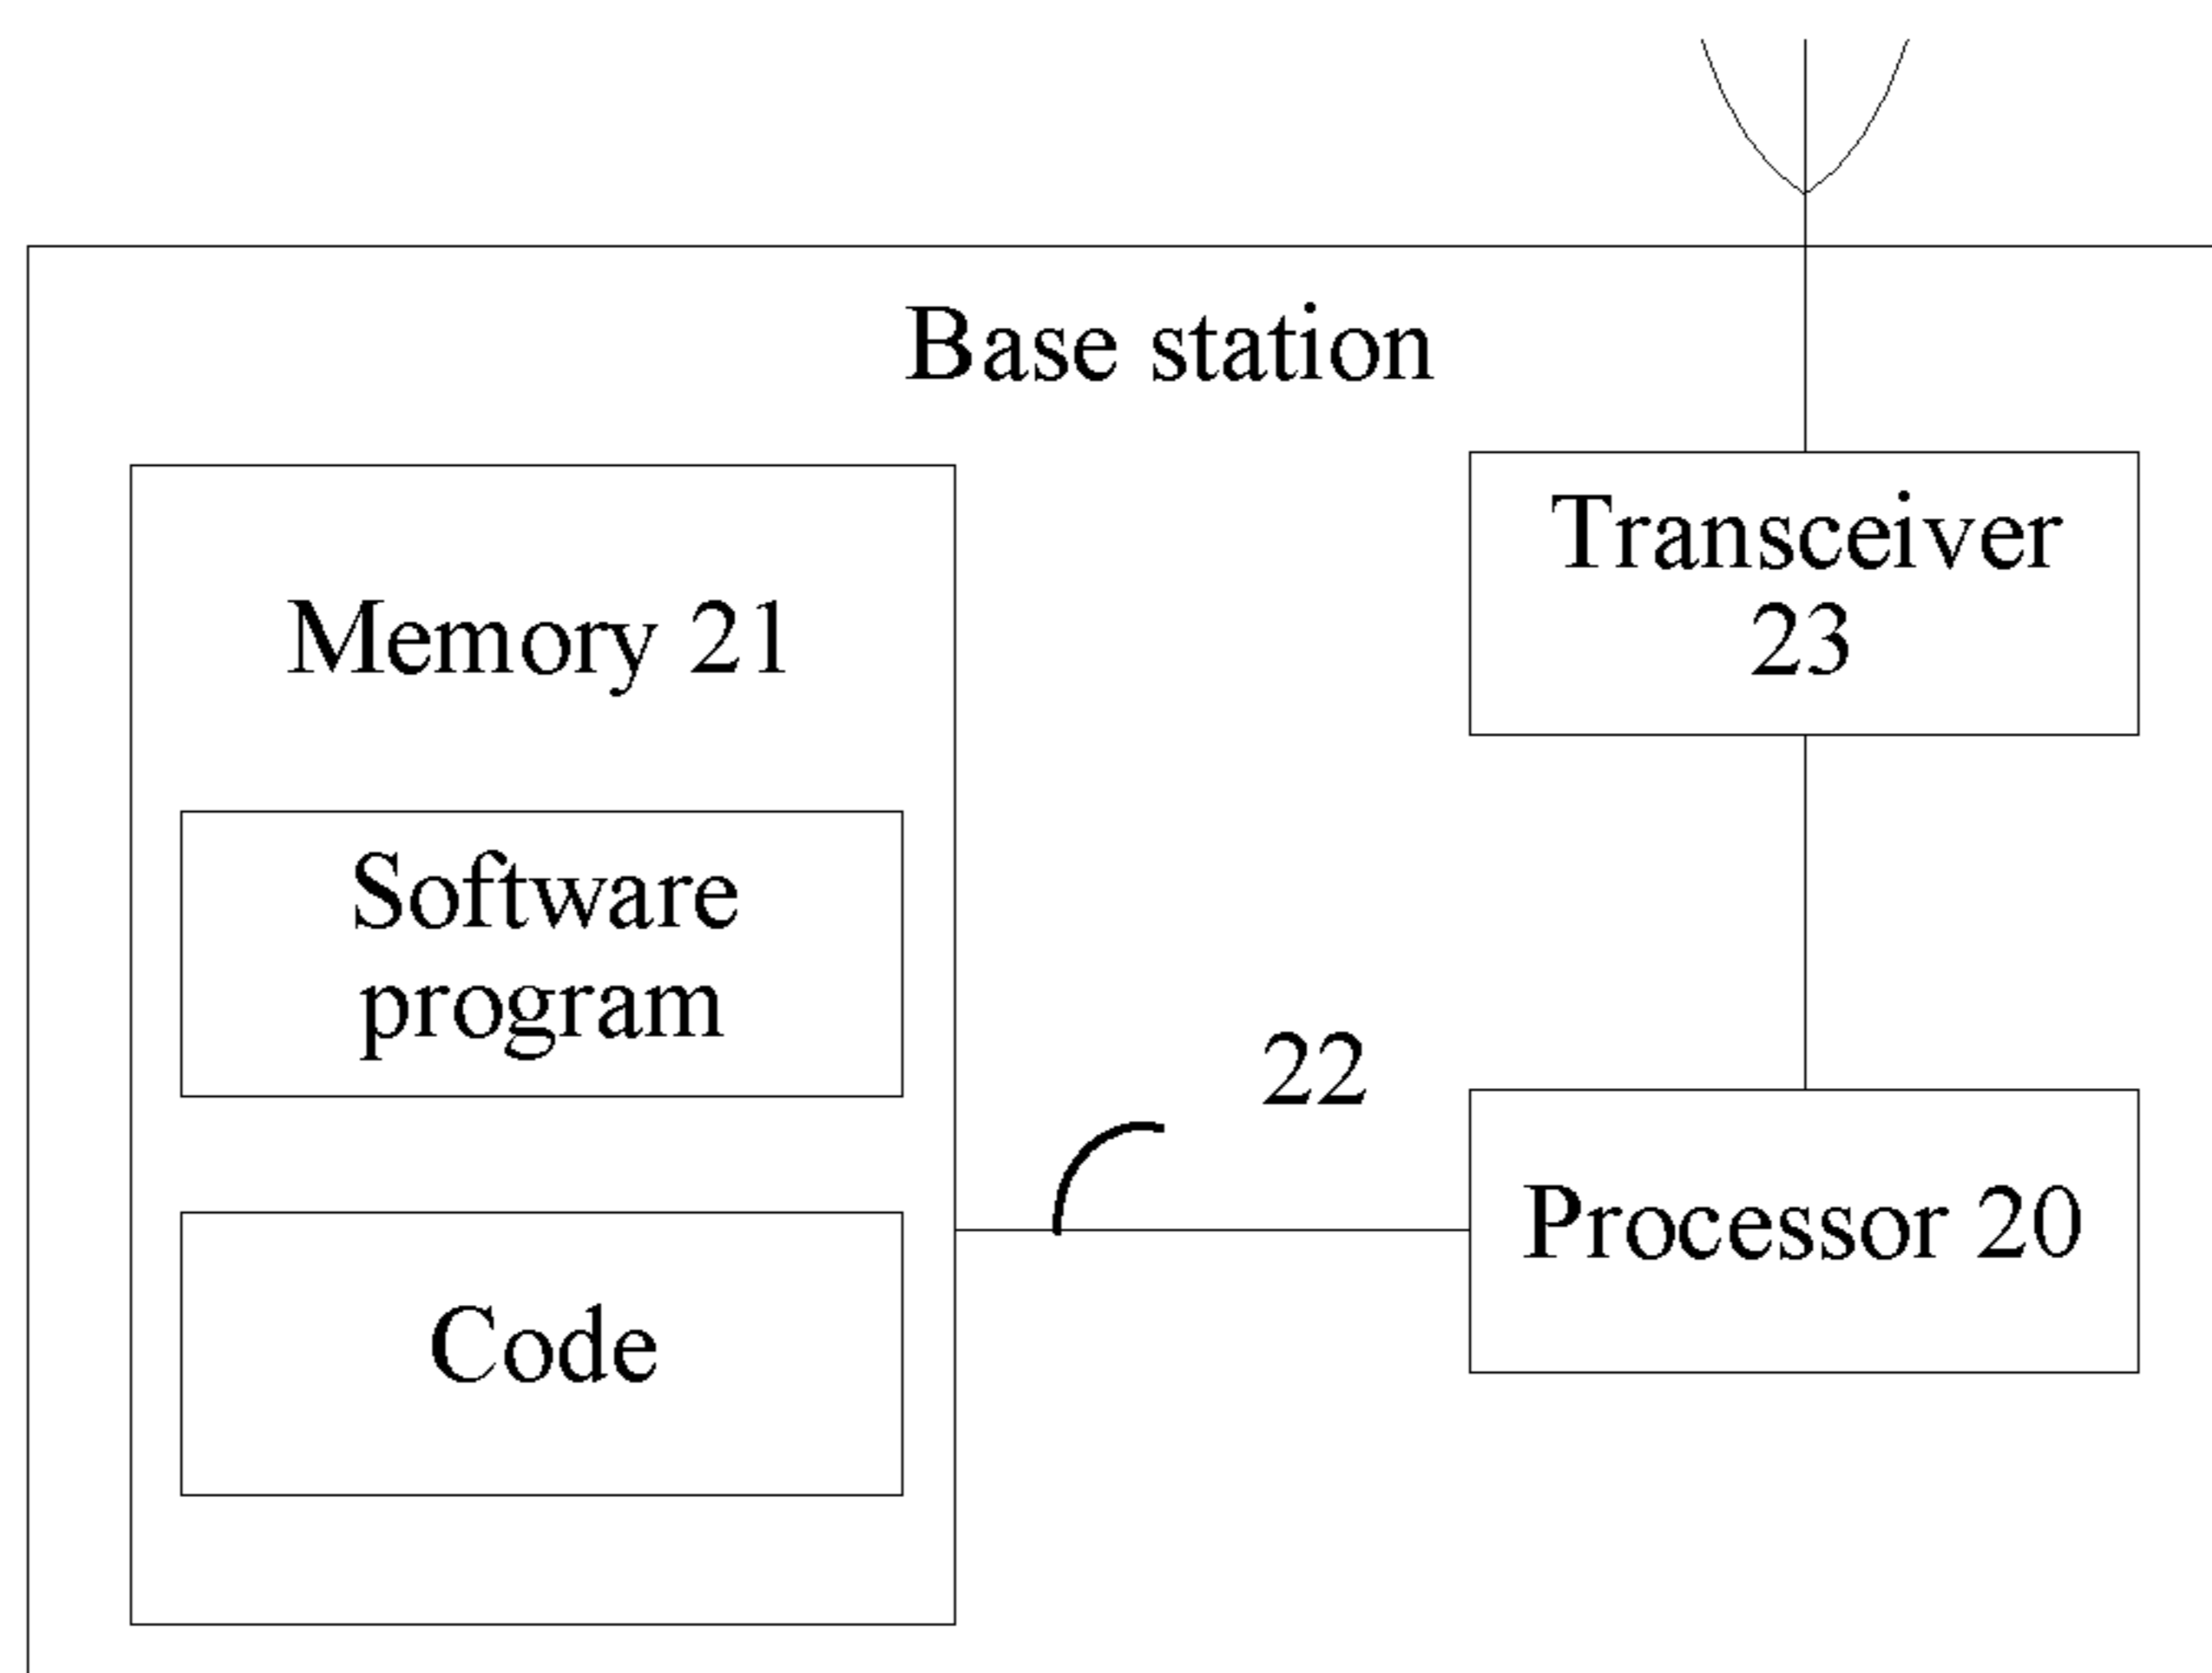 Base station
Memory 21
Software
program
Code
22
Transceiver
23
Processor 20